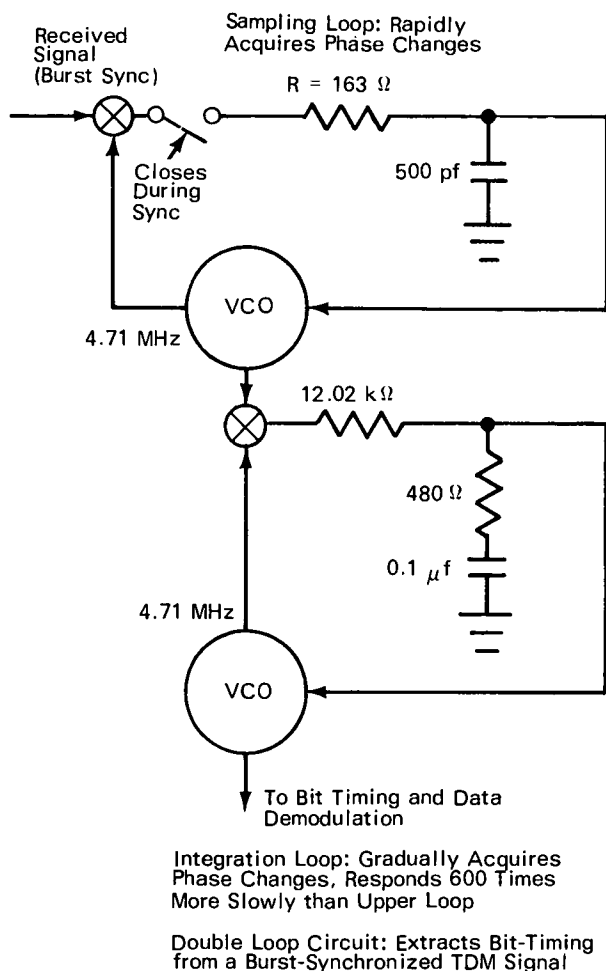 Sampling Loop: Rapidly
Acquires Phase Changes
Received
Signal
(Burst Sync)
R = 163 Ω
Closes
During
Sync
500 pf
VCO
4.71 MHz
12.02 kΩ
480 Ω
0.1 μf
4.71 MHz
VCO
To Bit Timing and Data
Demodulation
Integration Loop: Gradually Acquires
Phase Changes, Responds 600 Times
More Slowly than Upper Loop
Double Loop Circuit: Extracts Bit-Timing
from a Burst-Synchronized TDM Signal